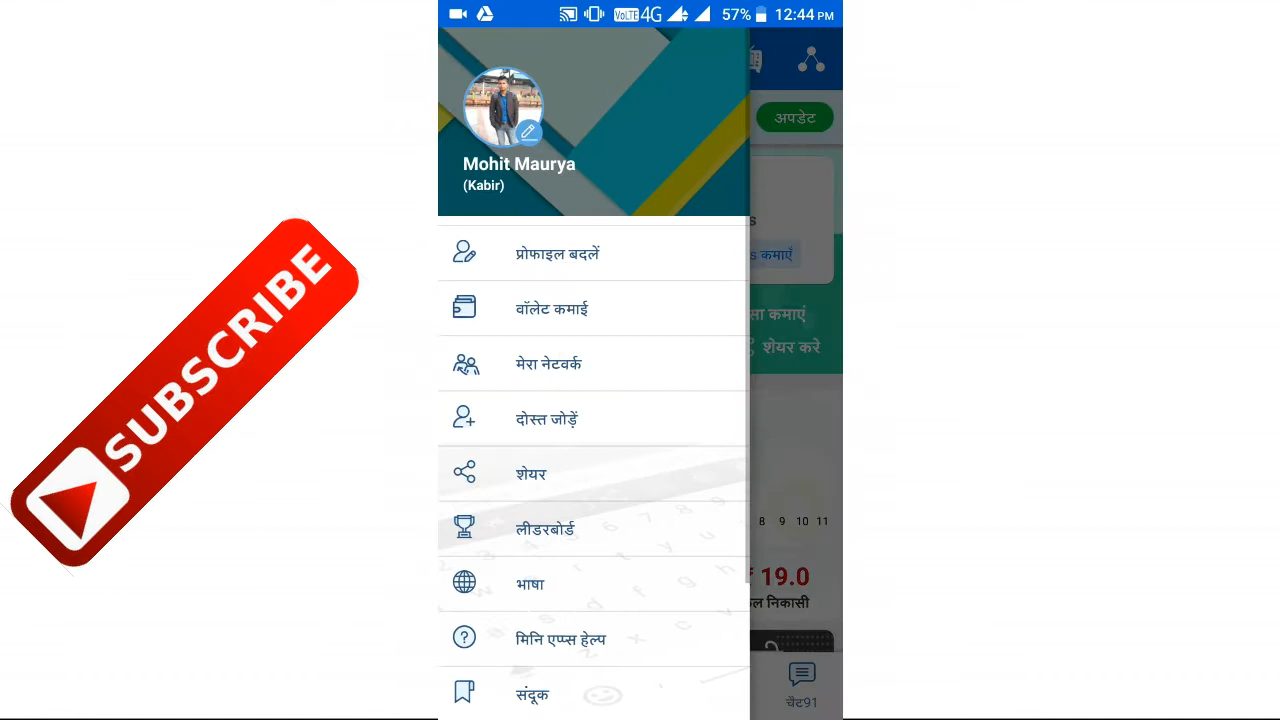 VoLTE 4G 57% 12:44 PM
Mohit Maurya
(Kabir)
प्रोफाइल बदलें
वॉलेट कमाई
मेरा नेटवर्क
दोस्त जोड़ें
शेयर
लीडरबोर्ड
भाषा
मिनि एप्प्स हेल्प
संदूक
अपडेट
s
s कमाएँ
सा कमाएं
शेयर करे
8 9 10 11
₹ 19.0
ल निकासी
चैट91
SUBSCRIBE